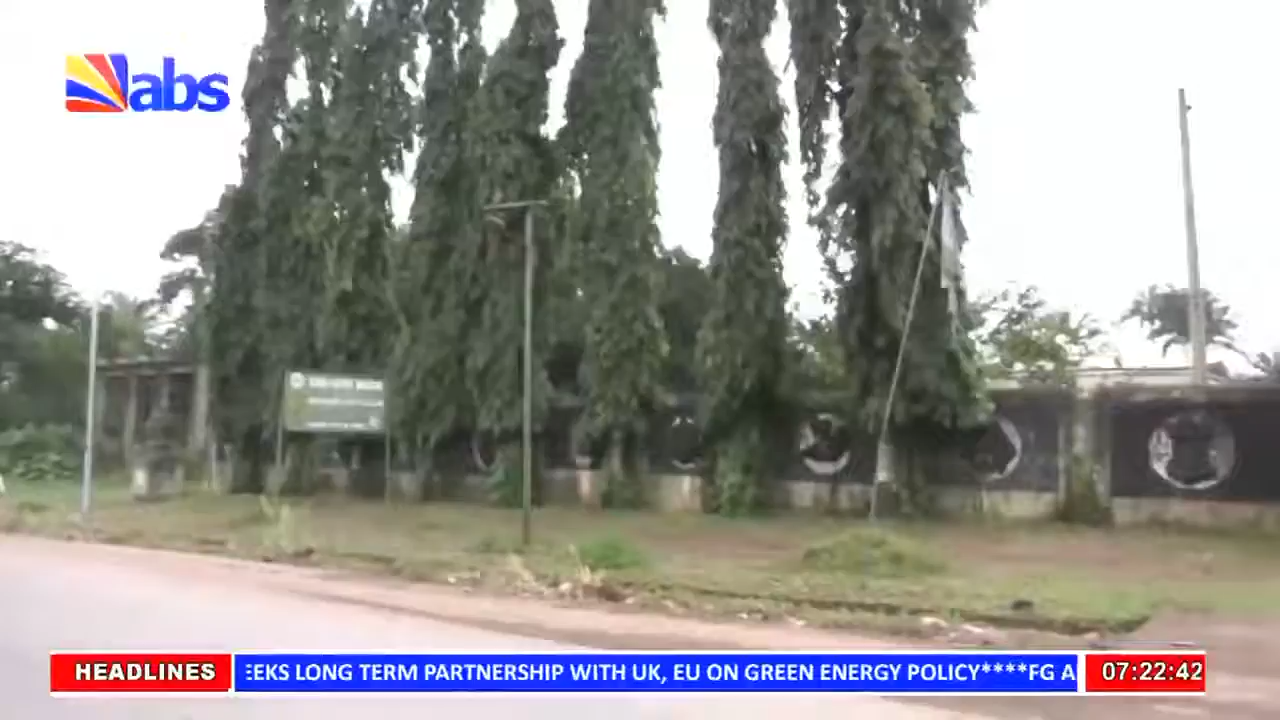 abs
HEADLINES
EEKS LONG TERM PARTNERSHIP WITH UK, EU ON GREEN ENERGY POLICY****FG A
07:22:42